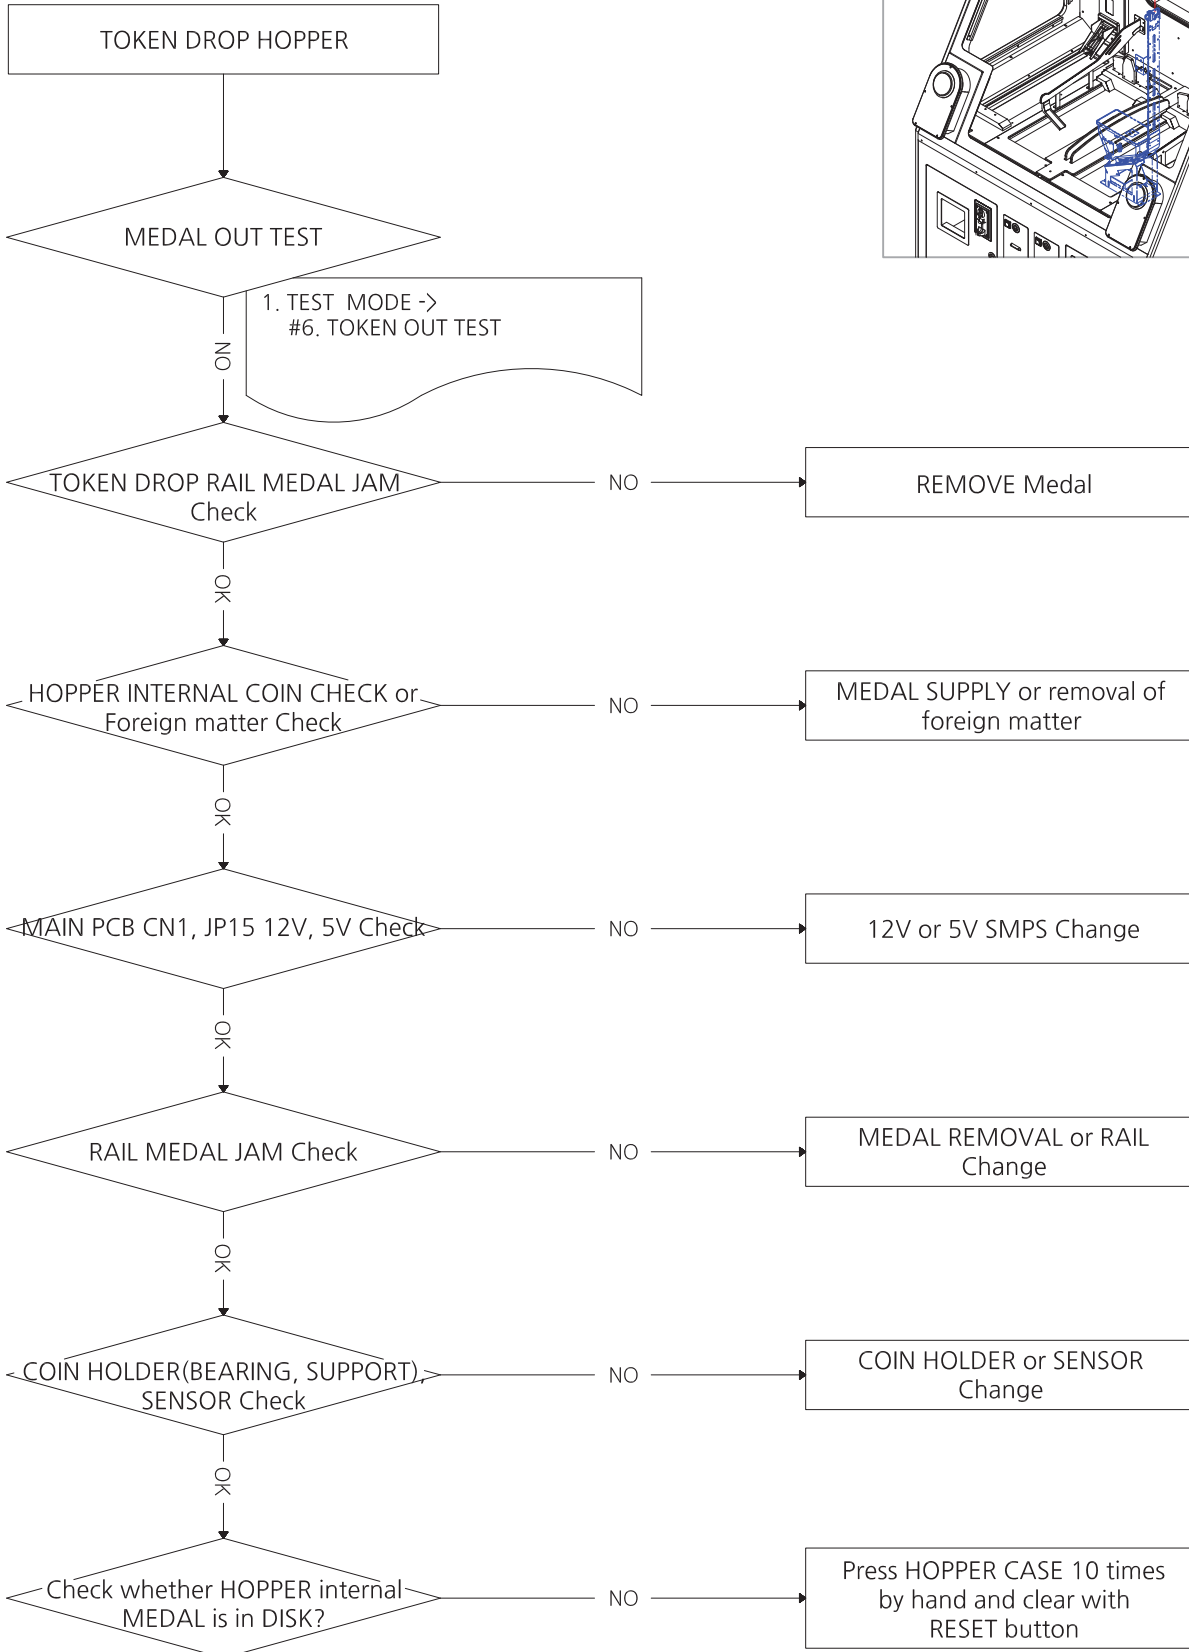 TOKEN DROP HOPPER
MEDAL OUT TEST
1. TEST MODE ->
#6. TOKEN OUT TEST
NO
TOKEN DROP RAIL MEDAL JAM
Check
NO
REMOVE Medal
OK
HOPPER INTERNAL COIN CHECK or
Foreign matter Check
NO
MEDAL SUPPLY or removal of
foreign matter
OK
MAIN PCB CN1, JP15 12V, 5V Check
NO
12V or 5V SMPS Change
OK
RAIL MEDAL JAM Check
NO
MEDAL REMOVAL or RAIL
Change
OK
COIN HOLDER(BEARING, SUPPORT),
SENSOR Check
NO
COIN HOLDER or SENSOR
Change
OK
Check whether HOPPER internal
MEDAL is in DISK?
NO
Press HOPPER CASE 10 times
by hand and clear with
RESET button